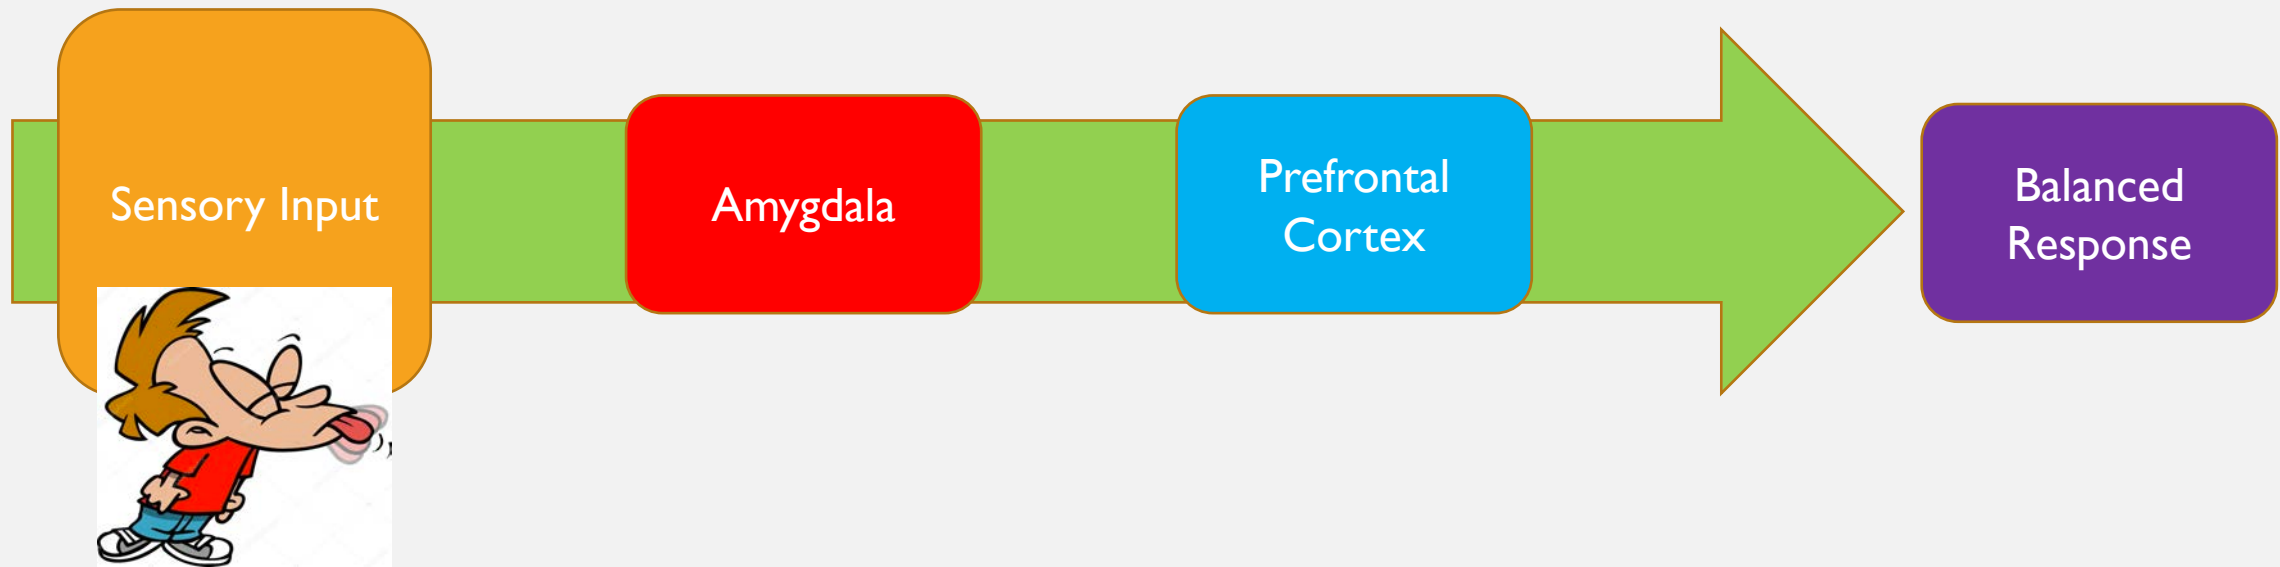 Sensory Input
Amygdala
Prefrontal
Cortex
Balanced
Response